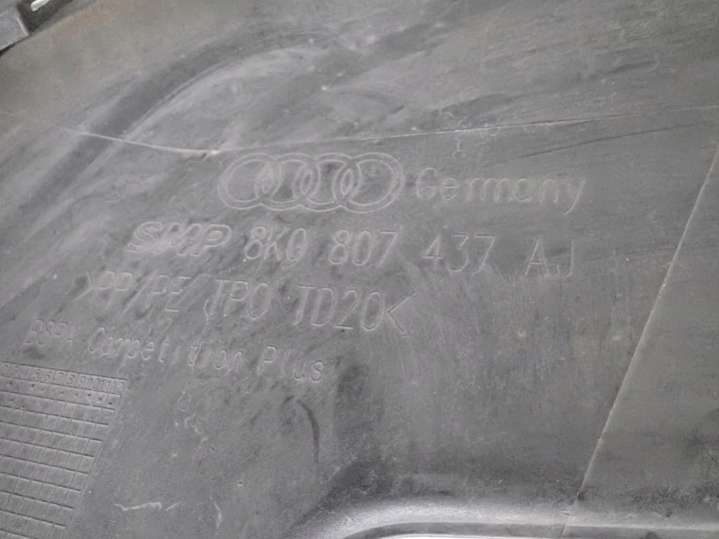 Germany
SMP 8K0 807 437 AJ
>PP/PE TPO TD20<
Competition Plus